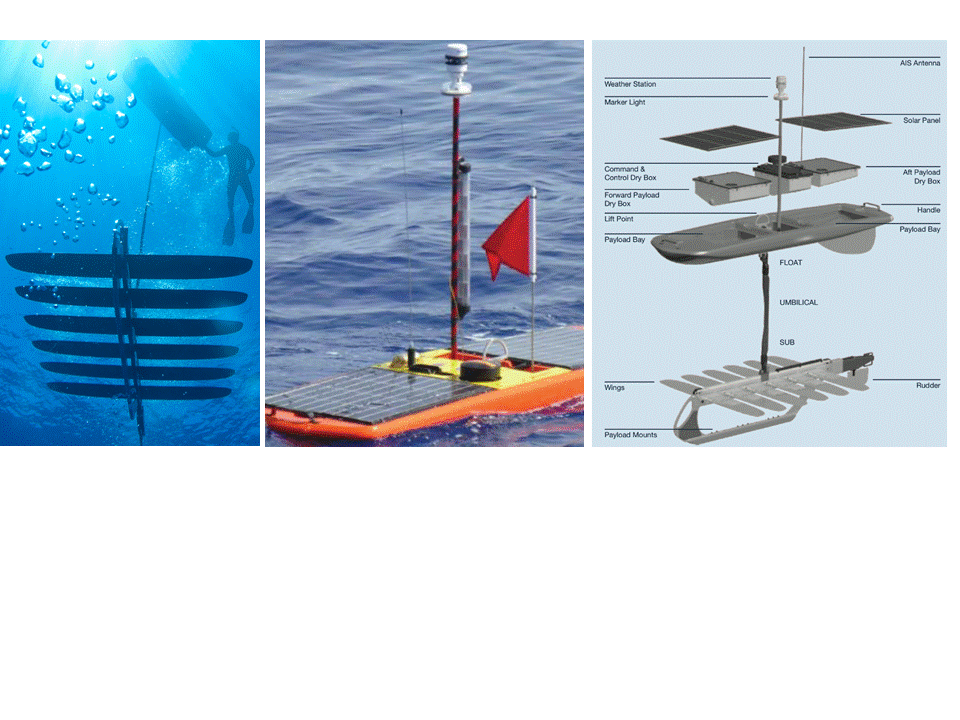 AIS Antenna
Weather Station
Marker Light
Solar Panel
Command &
Control Dry Box
Aft Payload
Dry Box
Forward Payload
Dry Box
Handle
Lift Point
Payload Bay
Payload Bay
FLOAT
UMBILICAL
SUB
Wings
Rudder
Payload Mounts